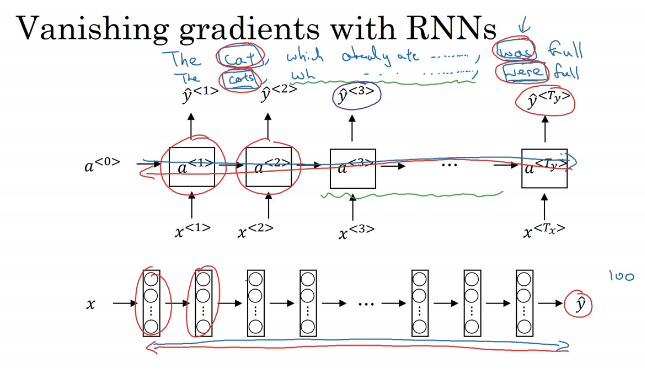 Vanishing gradients with RNNs
The cat, which already ate ........, was full
The cats, wh . . . ........, were full
ŷ<1> ŷ<2> ŷ<3> ŷ<Ty>
a<0> a<1> a<2> a<3> ... a<Ty>
x<1> x<2> x<3> x<Tx>
100
x ... ŷ